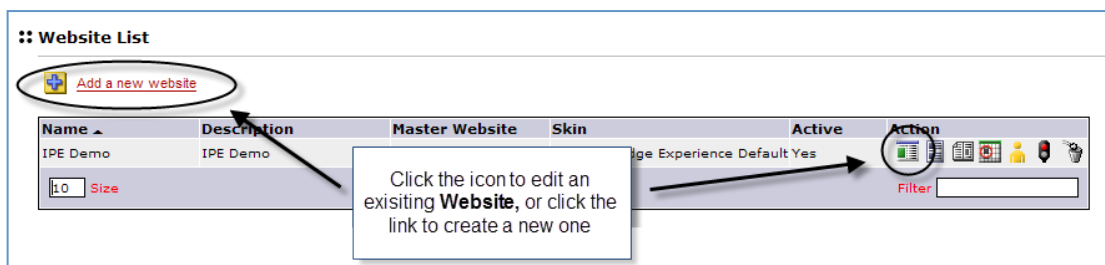 Website List
Add a new website
Name Description Master Website Skin Active Action
IPE Demo IPE Demo Experience Default Yes
10 Size Filter
Click the icon to edit an
exisiting Website, or click the
link to create a new one